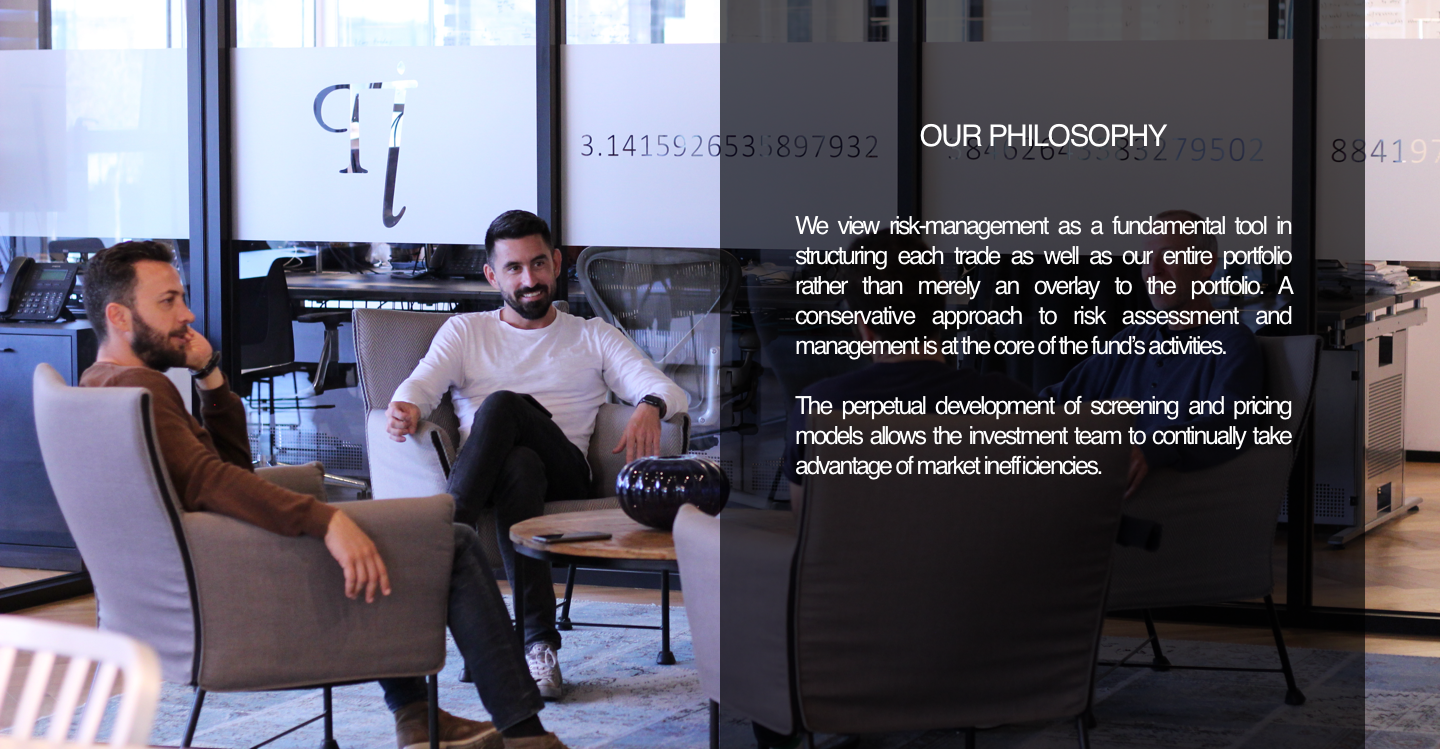 3.1415926535897932
79502
8841
OUR PHILOSOPHY
We view risk-management as a fundamental tool in
structuring each trade as well as our entire portfolio
rather than merely an overlay to the portfolio. A
conservative approach to risk assessment and
management is at the core of the fund’s activities.
The perpetual development of screening and pricing
models allows the investment team to continually take
advantage of market inefficiencies.